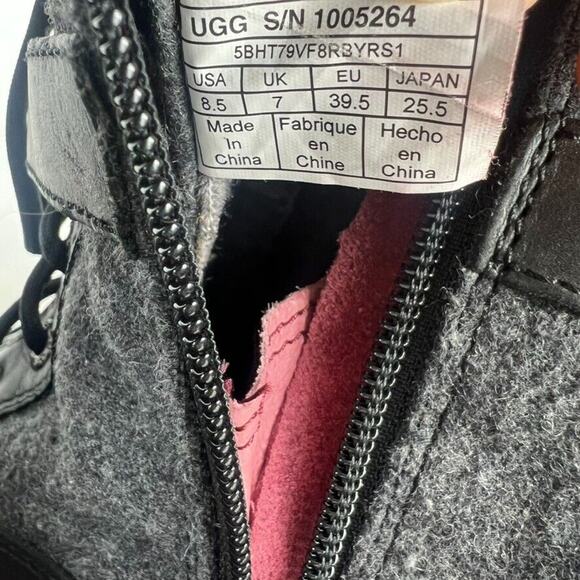 UGG S/N 1005264
5BHT79VF8RBYRS1
USA UK EU JAPAN
8.5 7 39.5 25.5
Made Fabrique Hecho
In en en
China Chine China